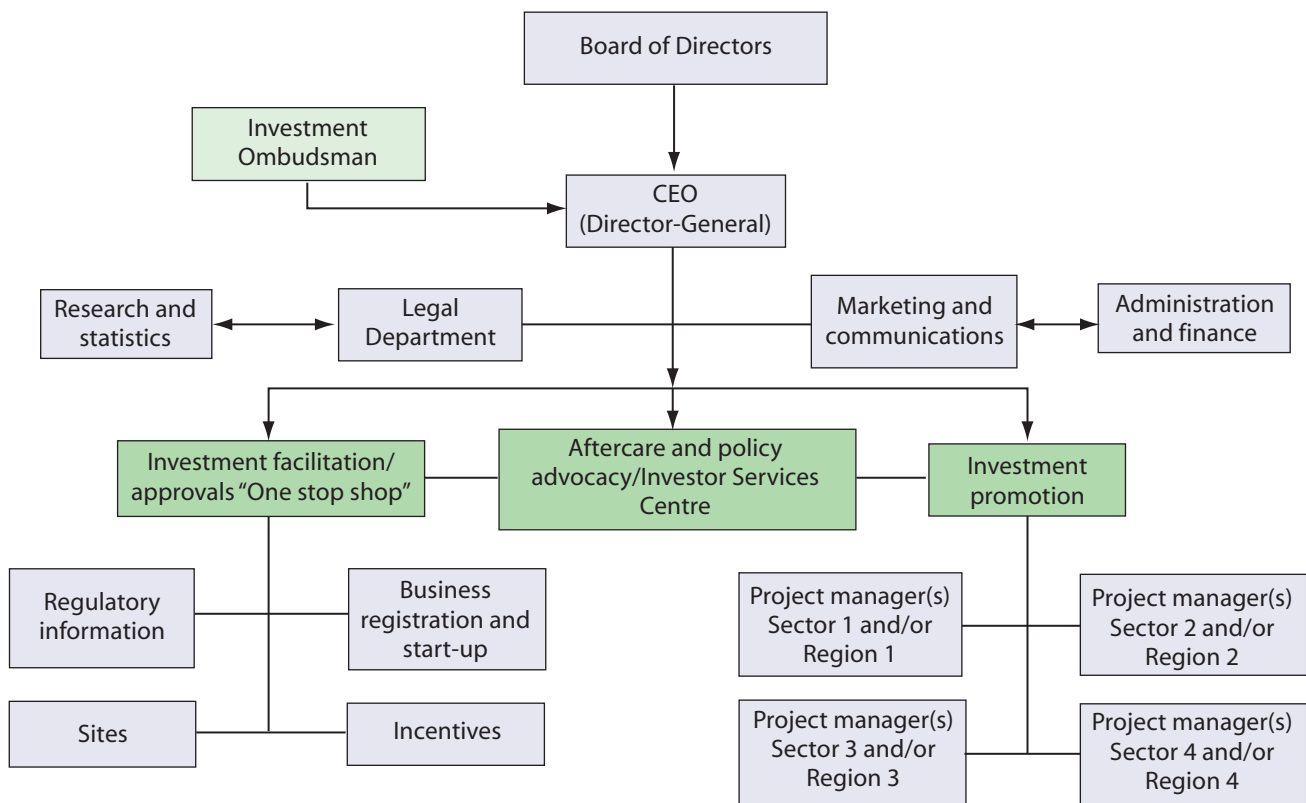 Board of Directors
Investment
Ombudsman
CEO
(Director-General)
Research and
statistics
Legal
Department
Marketing and
communications
Administration
and finance
Investment facilitation/
approvals “One stop shop”
Aftercare and policy
advocacy/Investor Services
Centre
Investment
promotion
Regulatory
information
Business
registration and
start-up
Project manager(s)
Sector 1 and/or
Region 1
Project manager(s)
Sector 2 and/or
Region 2
Sites
Incentives
Project manager(s)
Sector 3 and/or
Region 3
Project manager(s)
Sector 4 and/or
Region 4